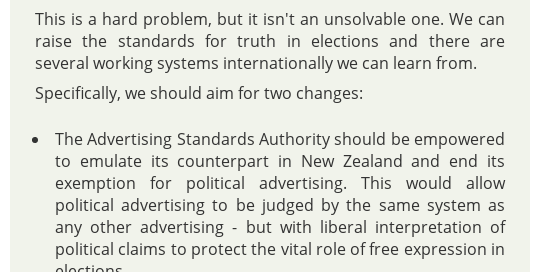 This is a hard problem, but it isn't an unsolvable one. We can
raise the standards for truth in elections and there are
several working systems internationally we can learn from.
Specifically, we should aim for two changes:
• The Advertising Standards Authority should be empowered
to emulate its counterpart in New Zealand and end its
exemption for political advertising. This would allow
political advertising to be judged by the same system as
any other advertising - but with liberal interpretation of
political claims to protect the vital role of free expression in
elections.